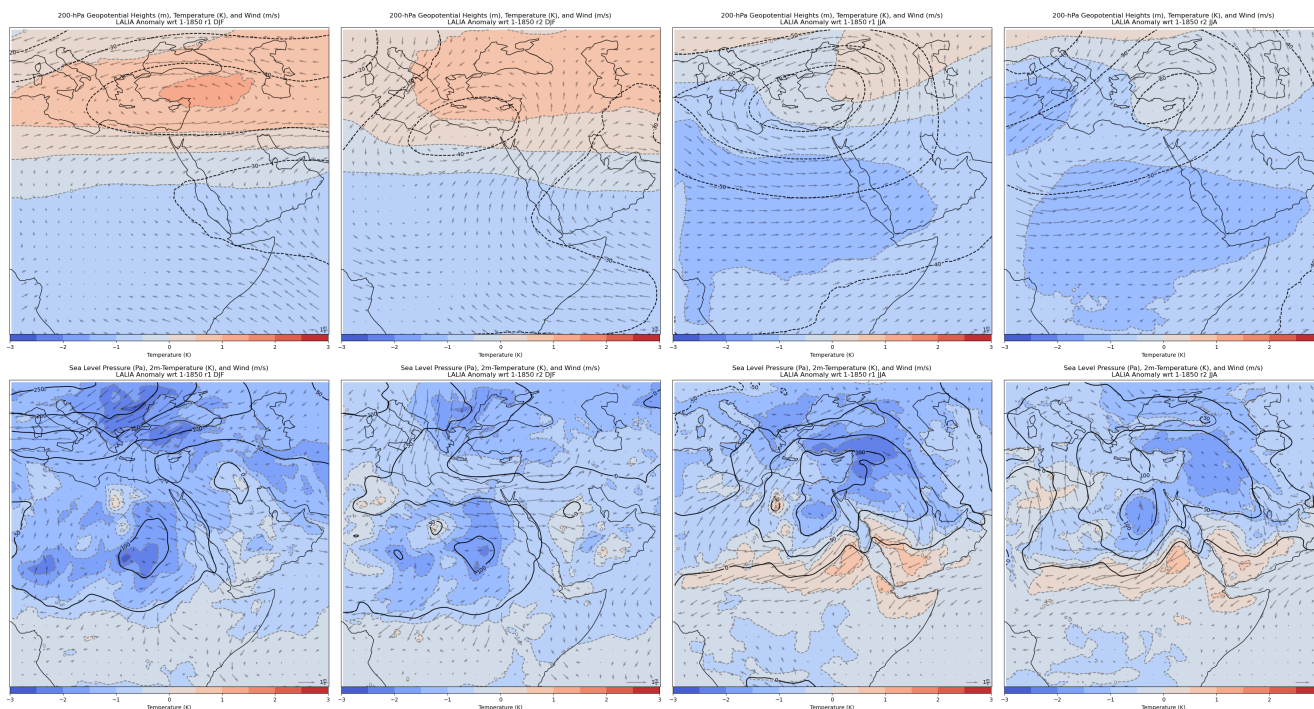 200-hPa Geopotential Heights (m), Temperature (K), and Wind (m/s)
LALIA Anomaly wrt 1-1850 r1 DJF
200-hPa Geopotential Heights (m), Temperature (K), and Wind (m/s)
LALIA Anomaly wrt 1-1850 r2 DJF
200-hPa Geopotential Heights (m), Temperature (K), and Wind (m/s)
LALIA Anomaly wrt 1-1850 r1 JJA
200-hPa Geopotential Heights (m), Temperature (K), and Wind (m/s)
LALIA Anomaly wrt 1-1850 r2 JJA
−3 −2 −1 0 1 2 3
Temperature (K)
−3 −2 −1 0 1 2 3
Temperature (K)
−3 −2 −1 0 1 2 3
Temperature (K)
−3 −2 −1 0 1 2
Temperature (K)
Sea Level Pressure (Pa), 2m-Temperature (K), and Wind (m/s)
LALIA Anomaly wrt 1-1850 r1 DJF
Sea Level Pressure (Pa), 2m-Temperature (K), and Wind (m/s)
LALIA Anomaly wrt 1-1850 r2 DJF
Sea Level Pressure (Pa), 2m-Temperature (K), and Wind (m/s)
LALIA Anomaly wrt 1-1850 r1 JJA
Sea Level Pressure (Pa), 2m-Temperature (K), and Wind (m/s)
LALIA Anomaly wrt 1-1850 r2 JJA
−3 −2 −1 0 1 2 3
Temperature (K)
−3 −2 −1 0 1 2 3
Temperature (K)
−3 −2 −1 0 1 2 3
Temperature (K)
−3 −2 −1 0 1 2
Temperature (K)